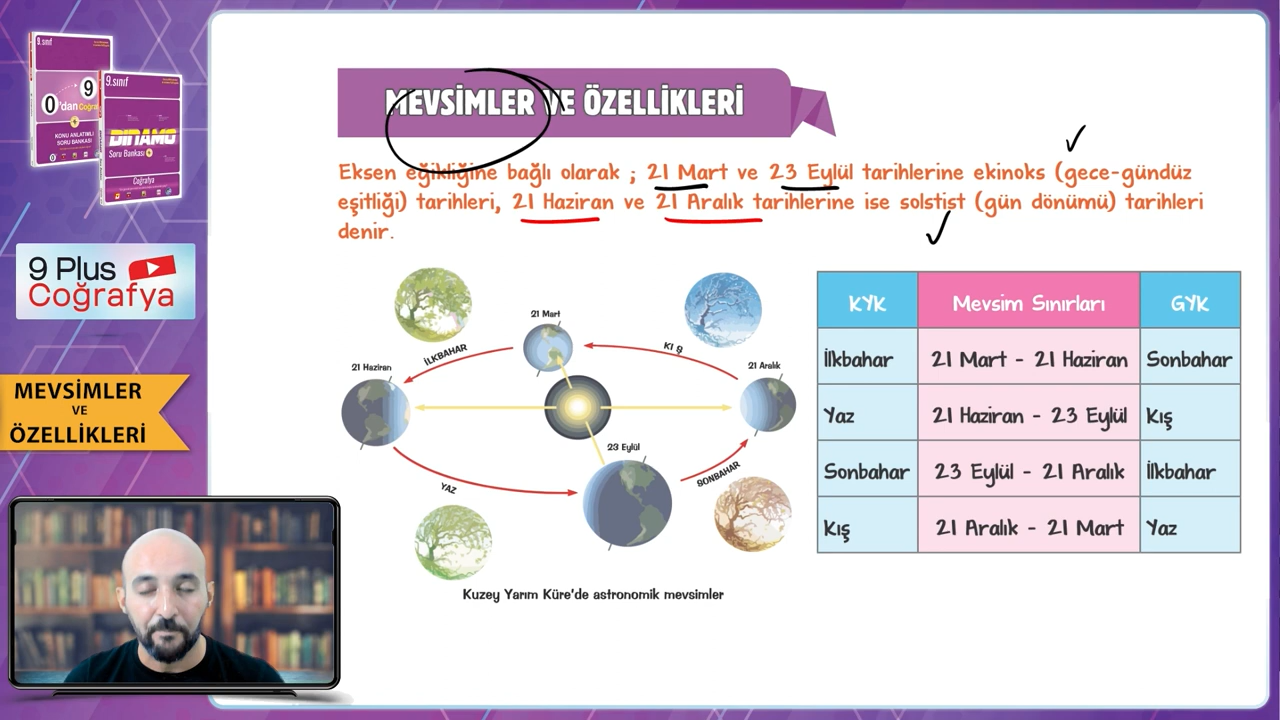 9.sınıf
0'dan
9
KONU ANLATIMLI
SORU BANKASI
9.sınıf
DİNAMO
Soru Bankası
Coğrafya
9 Plus
Coğrafya
MEVSİMLER
VE
ÖZELLİKLERİ
MEVSİMLER VE ÖZELLİKLERİ
Eksen eğikliğine bağlı olarak ; 21 Mart ve 23 Eylül tarihlerine ekinoks (gece-gündüz
eşitliği) tarihleri, 21 Haziran ve 21 Aralık tarihlerine ise solstist (gün dönümü) tarihleri
denir.
21 Mart
İLKBAHAR
KI Ş
21 Haziran
21 Aralık
23 Eylül
YAZ
SONBAHAR
Kuzey Yarım Küre'de astronomik mevsimler
KYK Mevsim Sınırları GYK
İlkbahar 21 Mart - 21 Haziran Sonbahar
Yaz 21 Haziran - 23 Eylül Kış
Sonbahar 23 Eylül - 21 Aralık İlkbahar
Kış 21 Aralık - 21 Mart Yaz